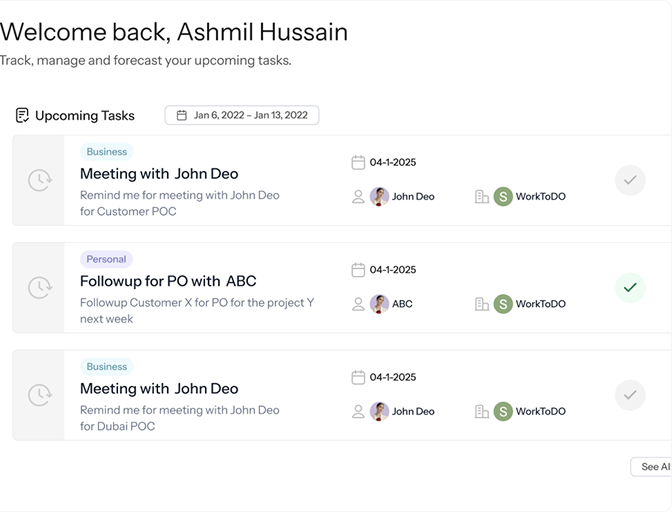 Welcome back, Ashmil Hussain
Track, manage and forecast your upcoming tasks.
Upcoming Tasks
Jan 6, 2022 – Jan 13, 2022
Business
Meeting with John Deo
Remind me for meeting with John Deo
for Customer POC
04-1-2025
John Deo
S WorkToDO
Personal
Followup for PO with ABC
Followup Customer X for PO for the project Y
next week
04-1-2025
ABC
S WorkToDO
Business
Meeting with John Deo
Remind me for meeting with John Deo
for Dubai POC
04-1-2025
John Deo
S WorkToDO
See Al